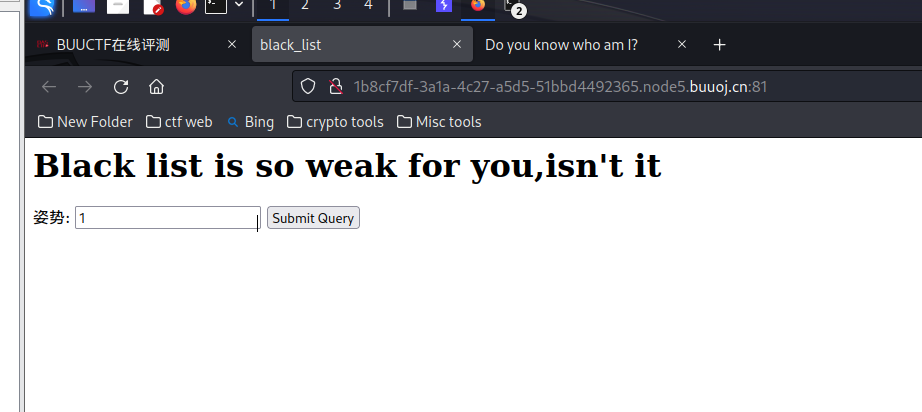 1 2 3 4
2
BUUCTF在线评测 × black_list × Do you know who am I? × +
1b8cf7df-3a1a-4c27-a5d5-51bbd4492365.node5.buuoj.cn:81
New Folder ctf web Bing crypto tools Misc tools
Black list is so weak for you,isn't it
姿势: 1 Submit Query